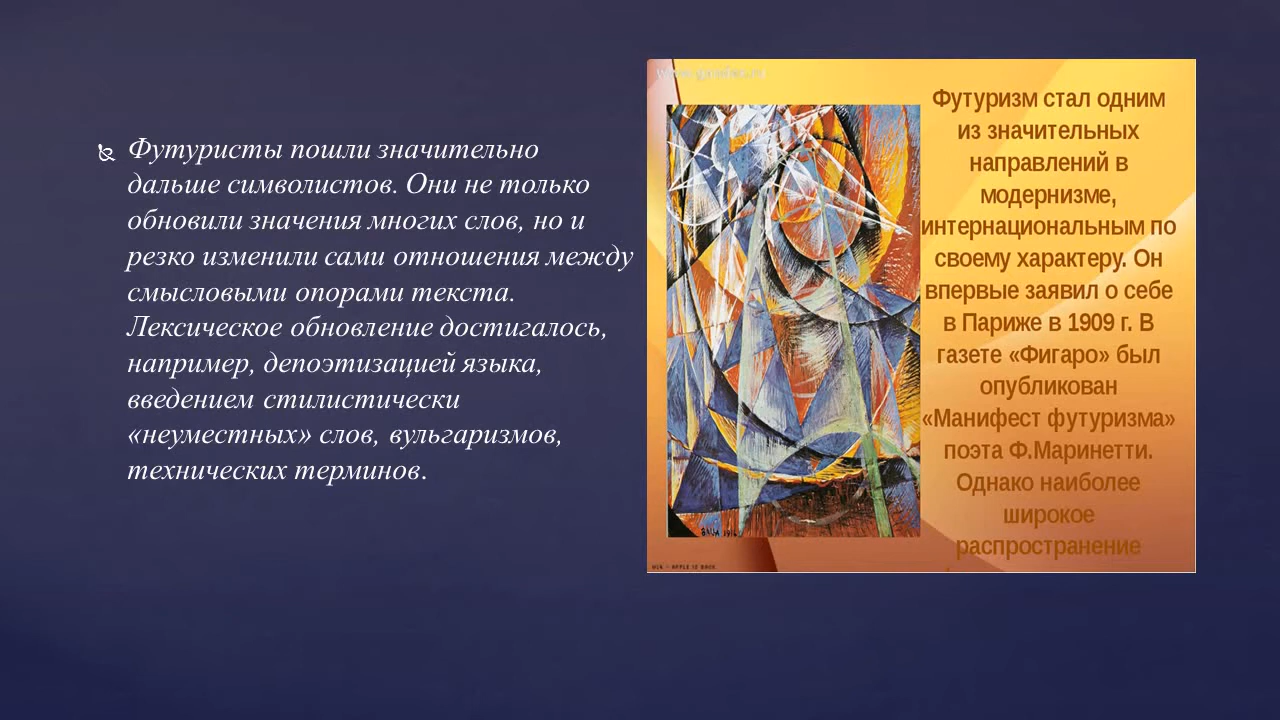 Футуристы пошли значительно
дальше символистов. Они не только
обновили значения многих слов, но и
резко изменили сами отношения между
смысловыми опорами текста.
Лексическое обновление достигалось,
например, депоэтизацией языка,
введением стилистически
«неуместных» слов, вульгаризмов,
технических терминов.
Футуризм стал одним
из значительных
направлений в
модернизме,
интернациональным по
своему характеру. Он
впервые заявил о себе
в Париже в 1909 г. В
газете «Фигаро» был
опубликован
«Манифест футуризма»
поэта Ф.Маринетти.
Однако наиболее
широкое
распространение